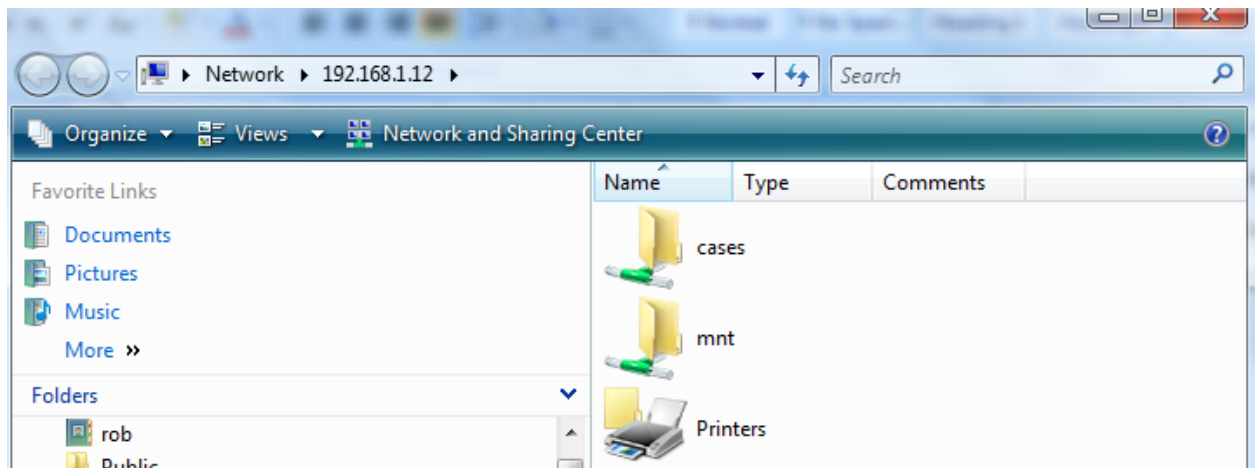 Network 192.168.1.12 Search
Organize Views Network and Sharing Center
Favorite Links
Documents
Pictures
Music
More »
Folders
rob
Public
Name Type Comments
cases
mnt
Printers